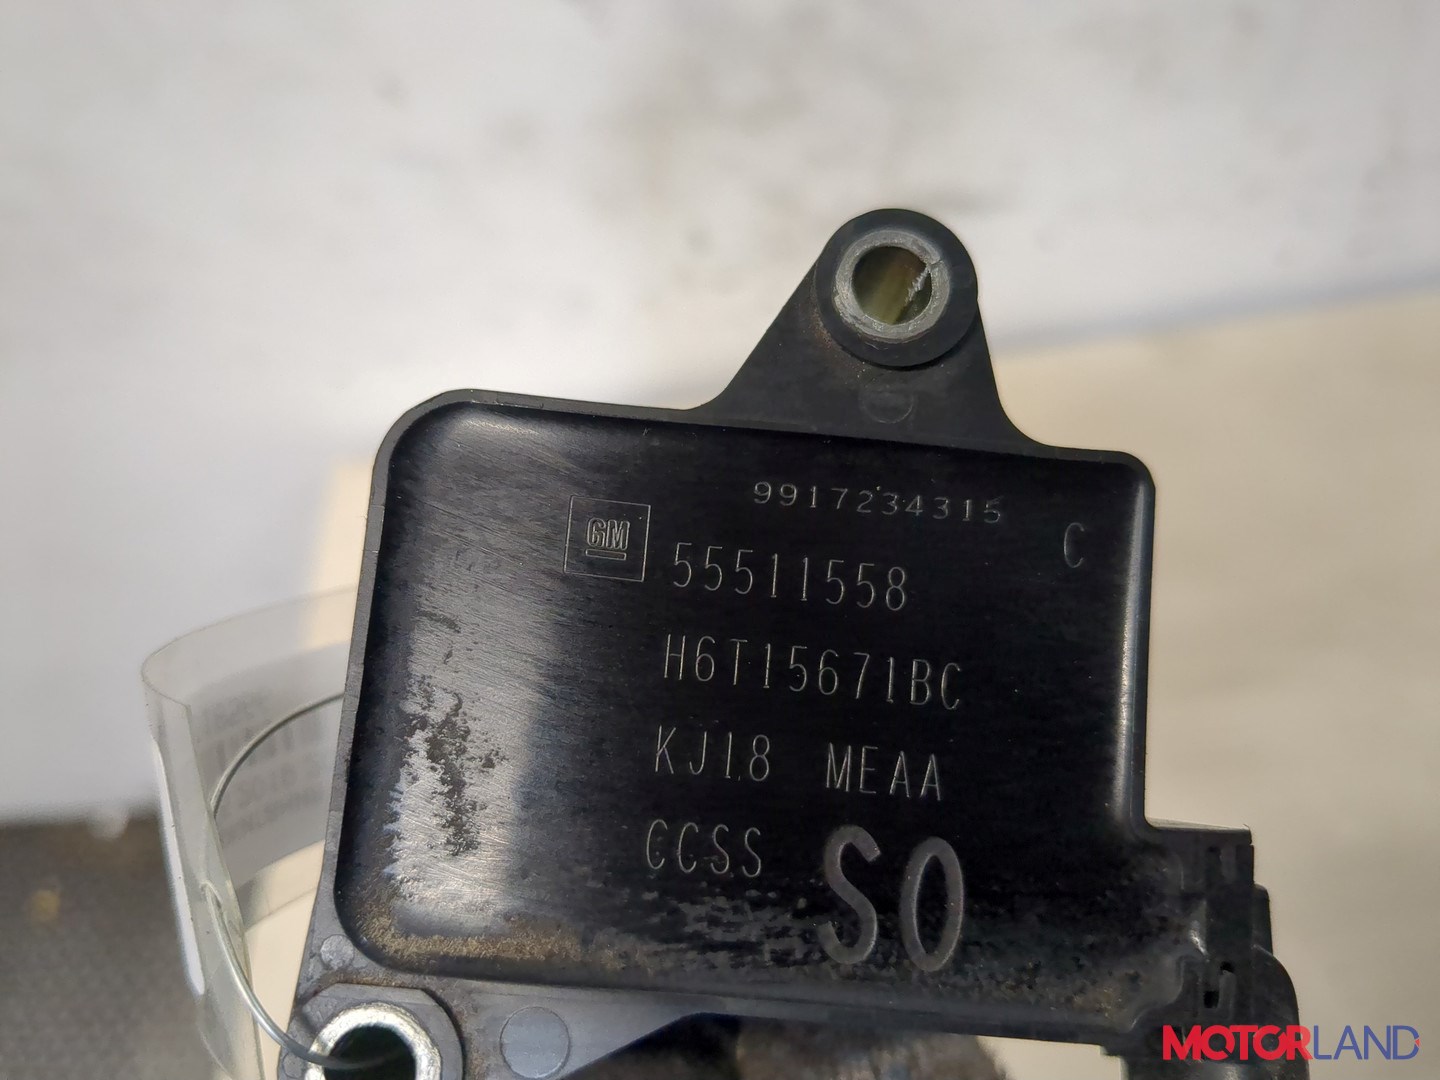 9917234315
C
GM
55511558
H6T15671BC
KJ18 MEAA
CCSS
S0
MOTORLAND